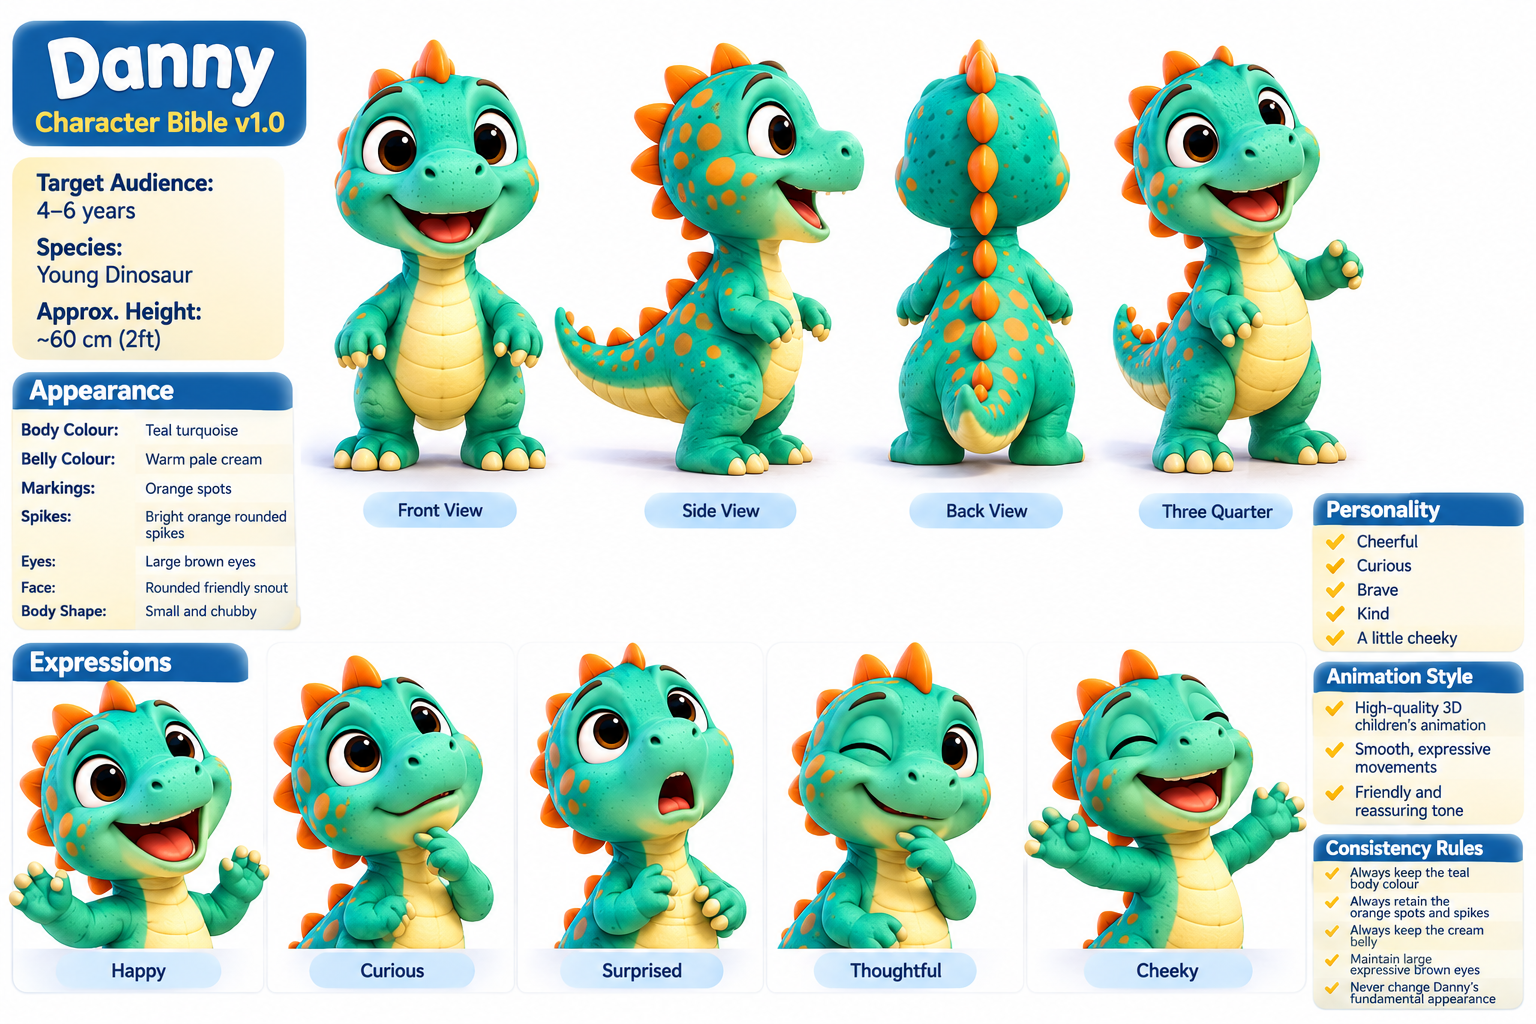 Danny
Character Bible v1.0
Target Audience:
4–6 years
Species:
Young Dinosaur
Approx. Height:
~60 cm (2ft)
Appearance
Body Colour: Teal turquoise
Belly Colour: Warm pale cream
Markings: Orange spots
Spikes: Bright orange rounded
spikes
Eyes: Large brown eyes
Face: Rounded friendly snout
Body Shape: Small and chubby
Front View
Side View
Back View
Three Quarter
Personality
Cheerful
Curious
Brave
Kind
A little cheeky
Expressions
Happy
Curious
Surprised
Thoughtful
Cheeky
Animation Style
High-quality 3D
children's animation
Smooth, expressive
movements
Friendly and
reassuring tone
Consistency Rules
Always keep the teal
body colour
Always retain the
orange spots and spikes
Always keep the cream
belly
Maintain large
expressive brown eyes
Never change Danny's
fundamental appearance